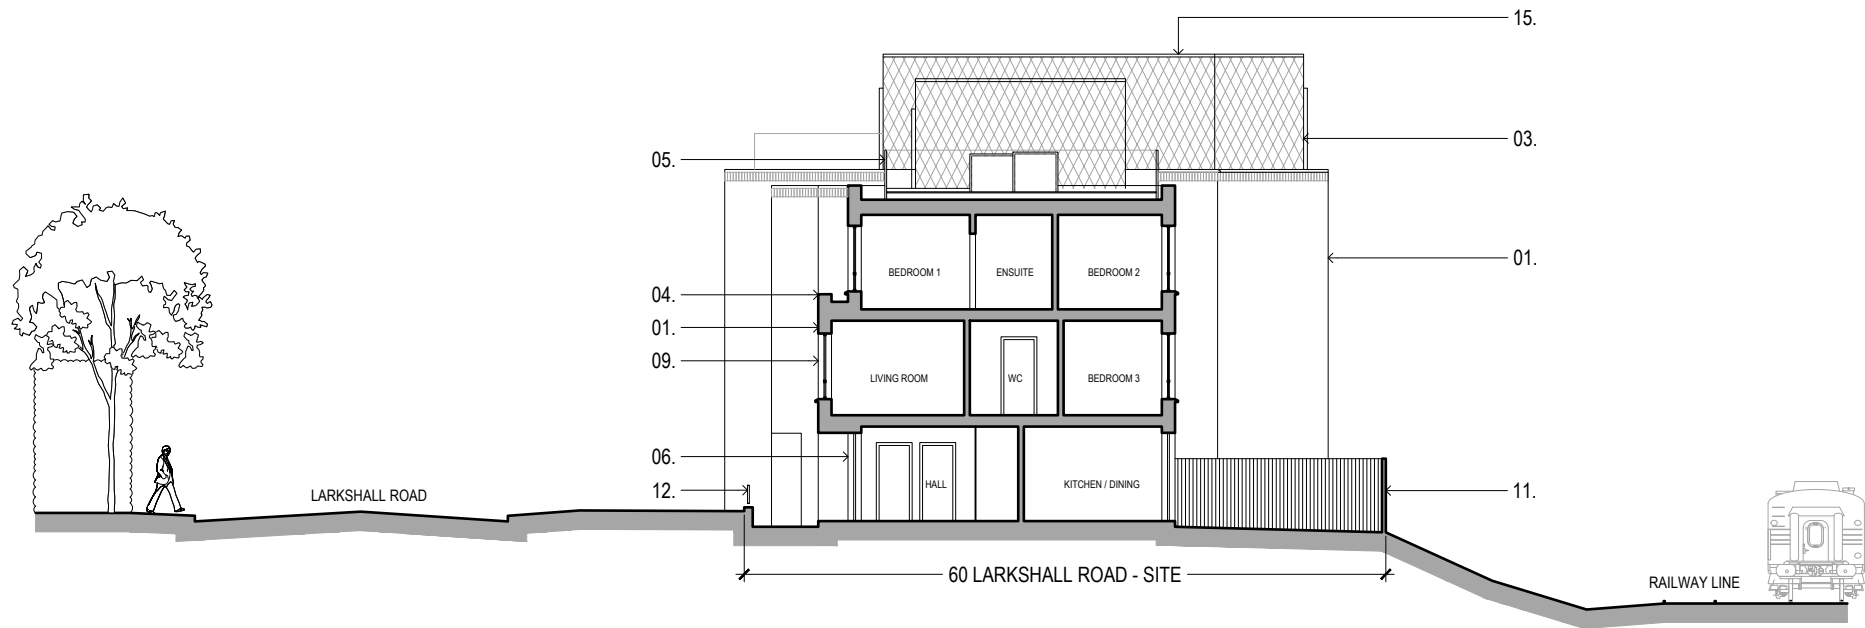 15.
03.
05.
01.
BEDROOM 1
ENSUITE
BEDROOM 2
04.
01.
09.
LIVING ROOM
WC
BEDROOM 3
06.
12.
HALL
KITCHEN / DINING
11.
LARKSHALL ROAD
60 LARKSHALL ROAD - SITE
RAILWAY LINE